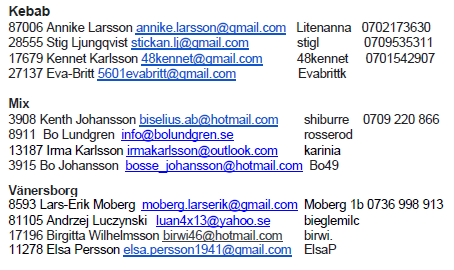 Kebab
87006 Annike Larsson annike.larsson@gmail.com Litenanna 0702173630
28555 Stig Ljungqvist stickan.lj@gmail.com stigl 0709535311
17679 Kennet Karlsson 48kennet@gmail.com 48kennet 0701542907
27137 Eva-Britt 5601evabritt@gmail.com Evabrittk
Mix
3908 Kenth Johansson biselius.ab@hotmail.com shiburre 0709 220 866
8911 Bo Lundgren info@bolundgren.se rosserod
13187 Irma Karlsson irmakarlsson@outlook.com karinia
3915 Bo Johansson bosse_johansson@hotmail.com Bo49
Vänersborg
8593 Lars-Erik Moberg moberg.larserik@gmail.com Moberg 1b 0736 998 913
81105 Andrzej Luczynski luan4x13@yahoo.se bieglemilc
17196 Birgitta Wilhelmsson birwi46@hotmail.com birwi.
11278 Elsa Persson elsa.persson1941@gmail.com ElsaP